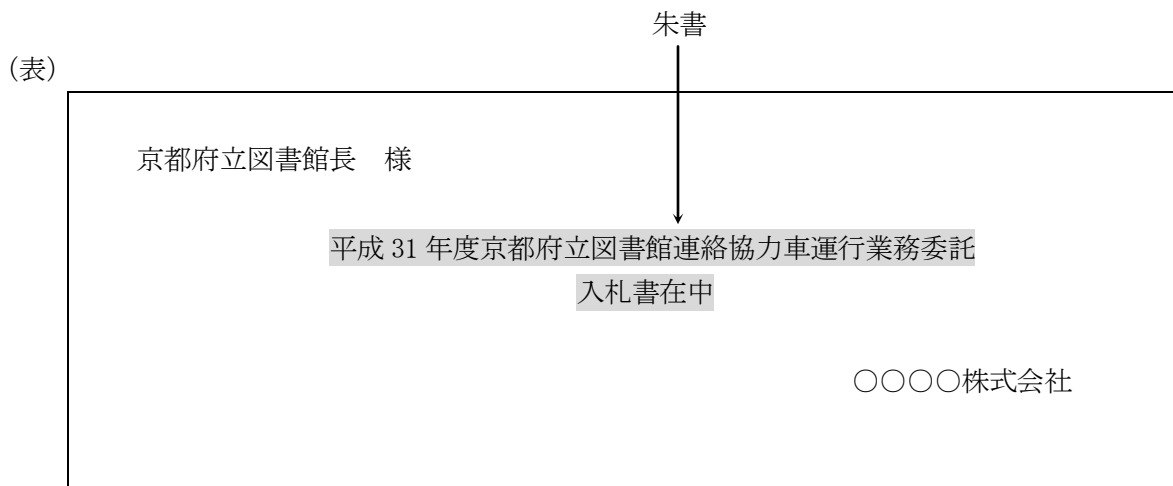 朱書
(表)
京都府立図書館長　様
平成 31 年度京都府立図書館連絡協力車運行業務委託
入札書在中
○○○○株式会社